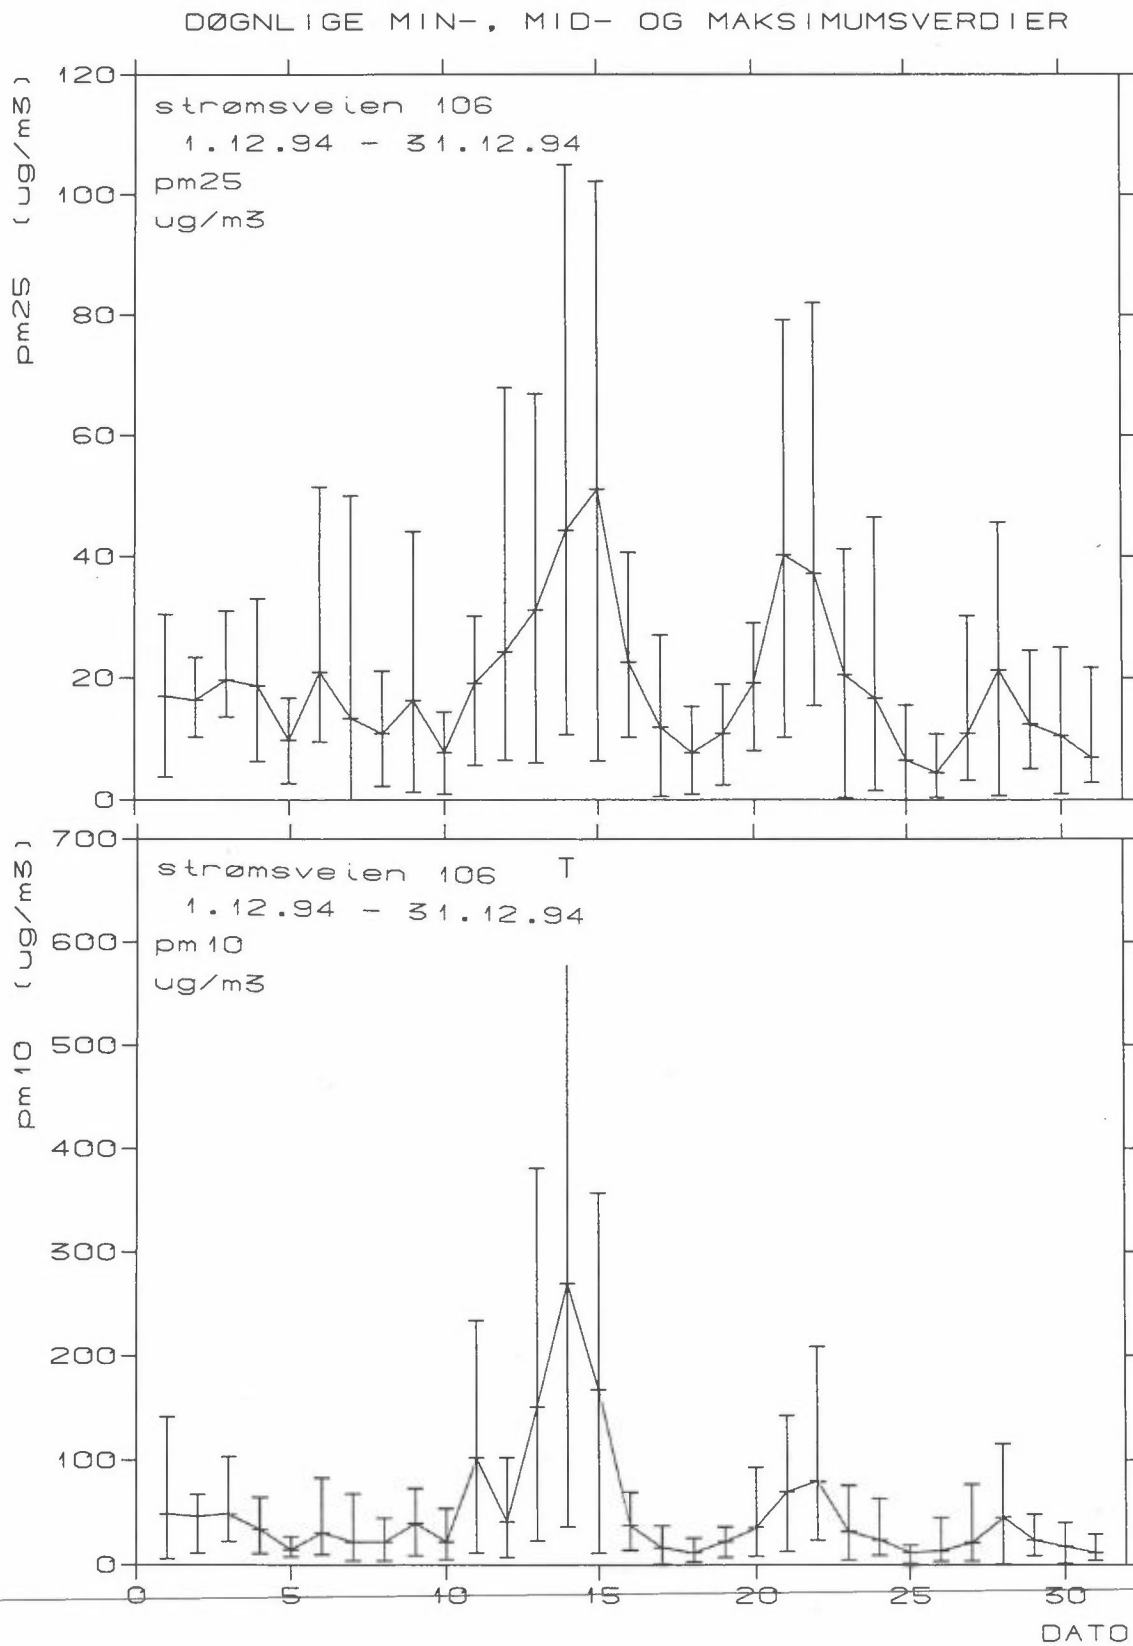 DØGNLIGE MIN-, MID- OG MAKSIMUMSVERDIER
pm25 (ug/m3)
120
100
80
60
40
20
0
strømsveien 106
1.12.94 - 31.12.94
pm25
ug/m3
pm10 (ug/m3)
700
600
500
400
300
200
100
0
strømsveien 106
1.12.94 - 31.12.94
pm10
ug/m3
0 5 10 15 20 25 30
DATO